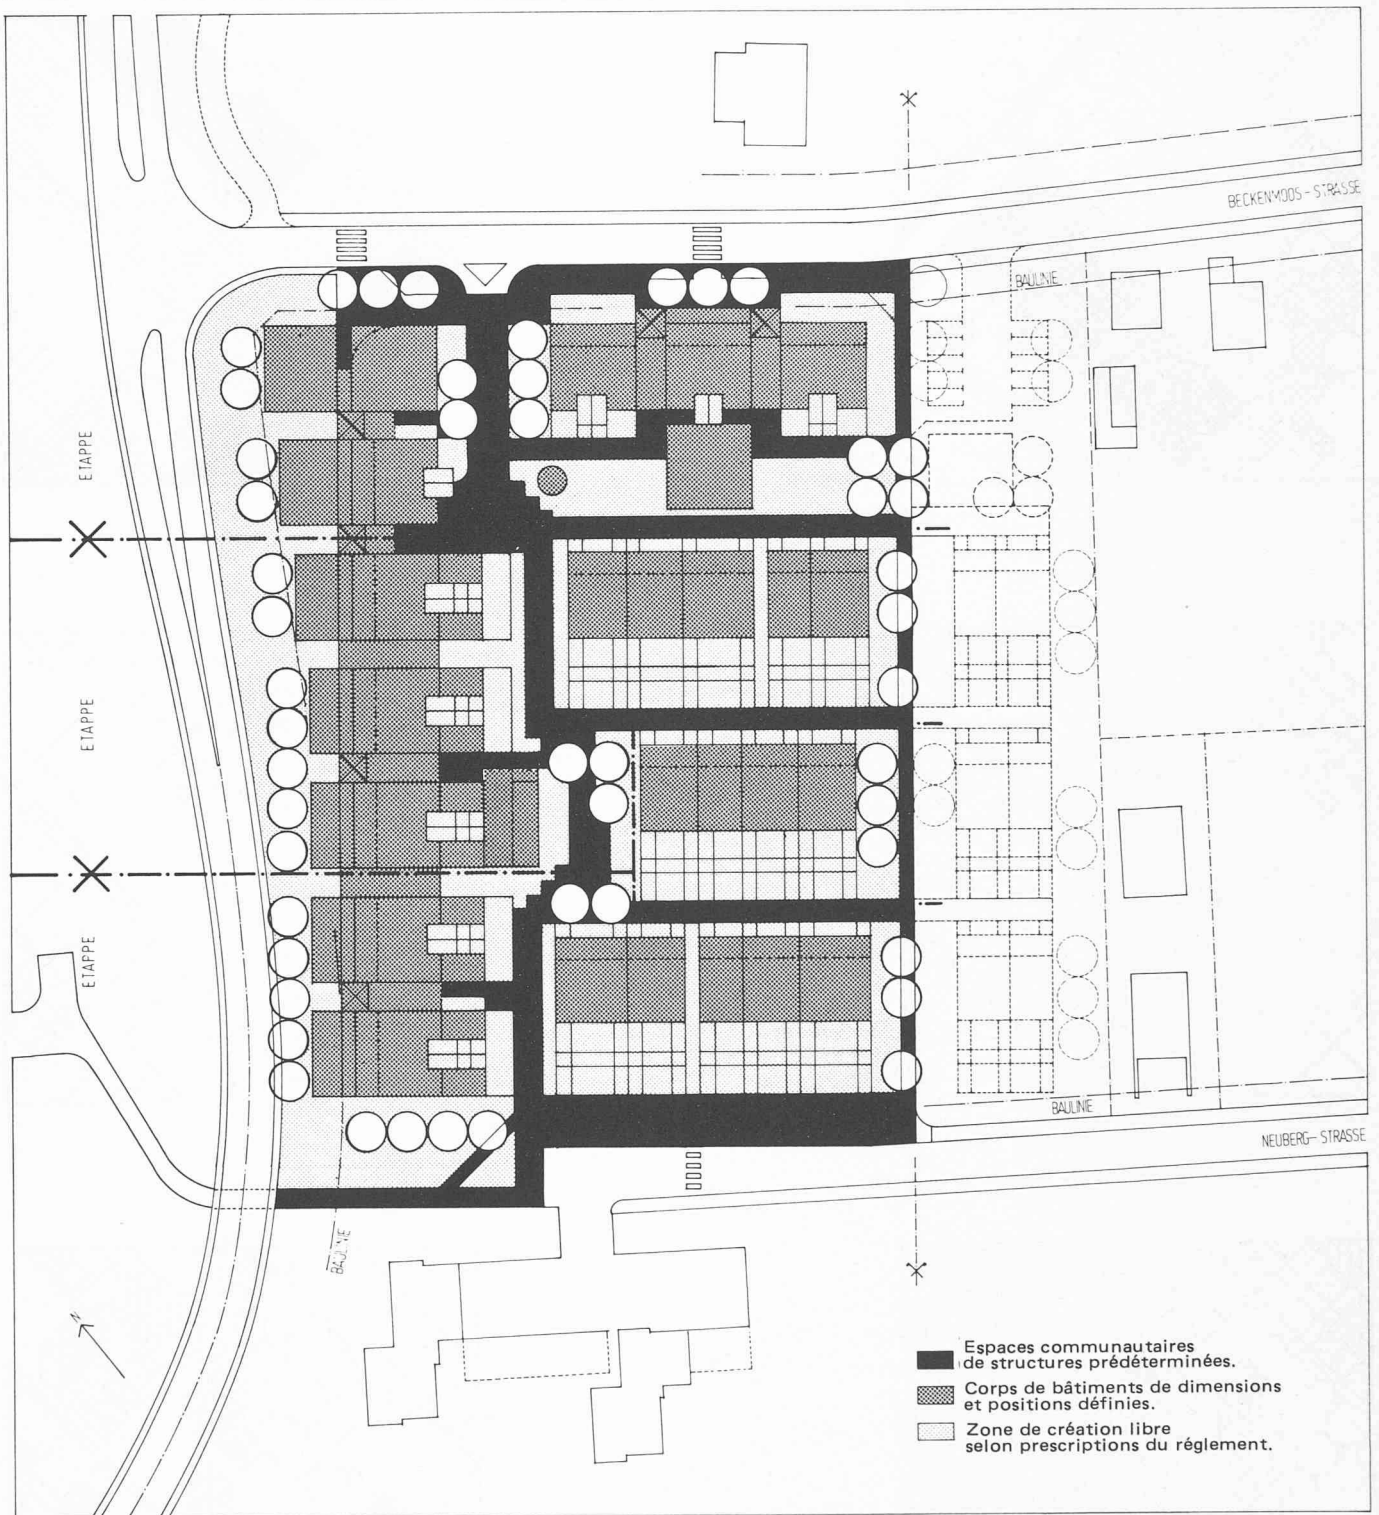 BECKENMOOS-STRASSE
BAULINIE
ETAPPE
ETAPPE
ETAPPE
BAULINIE
NEUBERG-STRASSE
BAULINIE
N
Espaces communautaires
de structures prédéterminées.
Corps de bâtiments de dimensions
et positions définies.
Zone de création libre
selon prescriptions du réglement.